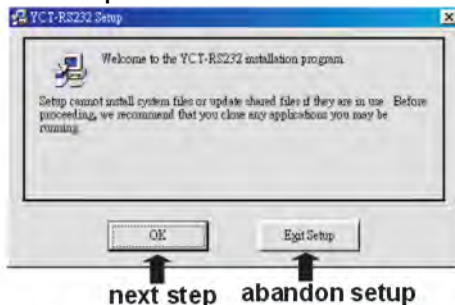 YCT-RS232 Setup
Welcome to the YCT-RS232 installation program.
Setup cannot install system files or update shared files if they are in use. Before
proceeding, we recommend that you close any applications you may be
running.
OK
Exit Setup
next step
abandon setup